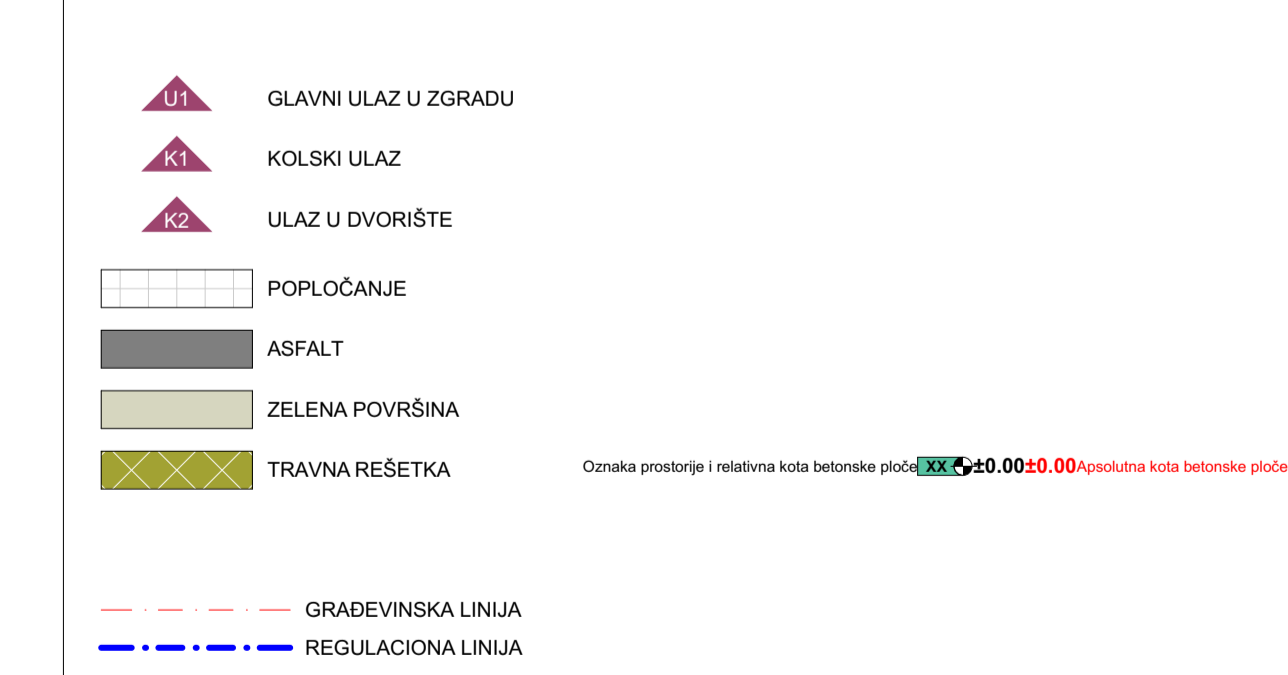 U1 GLAVNI ULAZ U ZGRADU
K1 KOLSKI ULAZ
K2 ULAZ U DVORIŠTE
POPLOČANJE
ASFALT
ZELENA POVRŠINA
TRAVNA REŠETKA
Oznaka prostorije i relativna kota betonske ploče XX ±0.00 ±0.00 Apsolutna kota betonske ploče
GRAĐEVINSKA LINIJA
REGULACIONA LINIJA